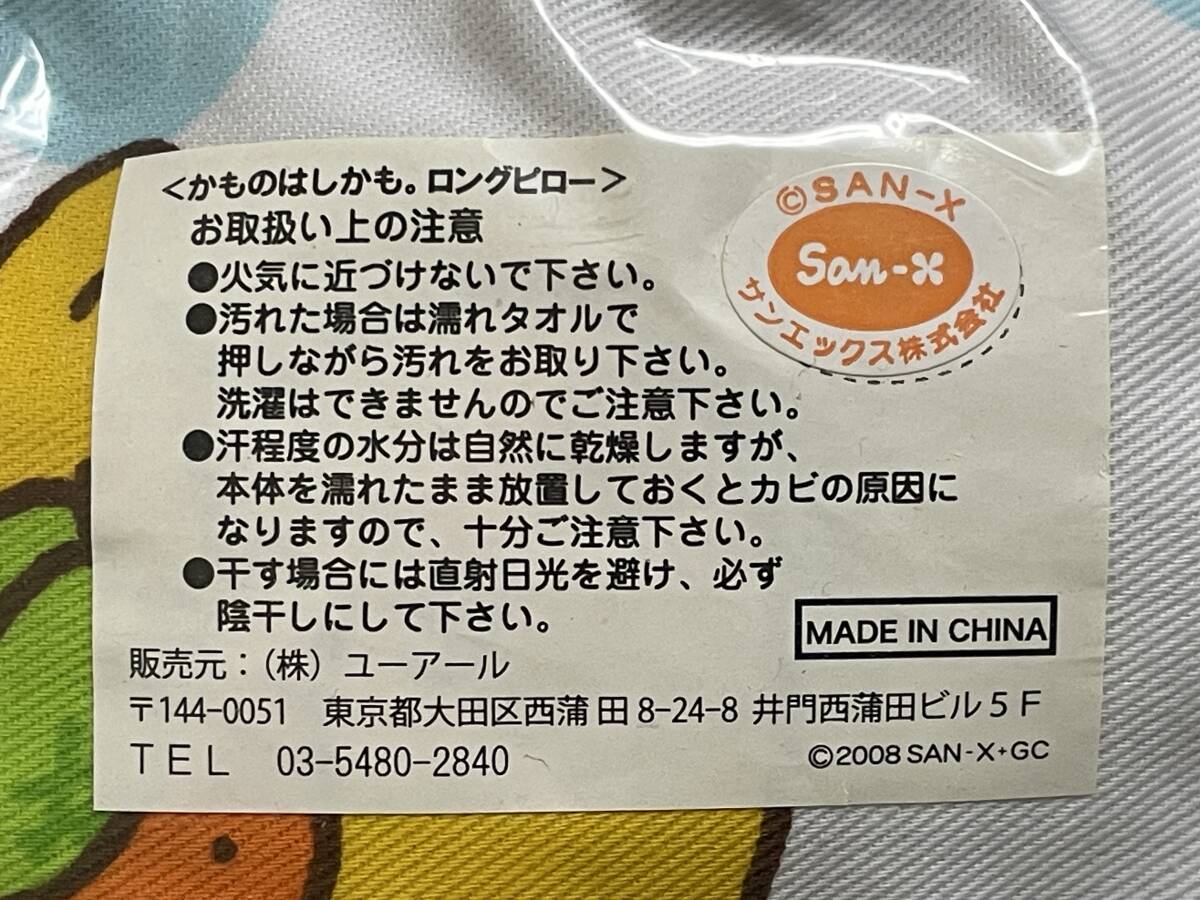 ＜かものはしかも。ロングピロー＞
お取扱い上の注意
●火気に近づけないで下さい。
●汚れた場合は濡れタオルで
押しながら汚れをお取り下さい。
洗濯はできませんのでご注意下さい。
●汗程度の水分は自然に乾燥しますが、
本体を濡れたまま放置しておくとカビの原因に
なりますので、十分ご注意下さい。
●干す場合には直射日光を避け、必ず
陰干しにして下さい。
©SAN-X
San-x
サンエックス株式会社
MADE IN CHINA
販売元：（株）ユーアール
〒144-0051 東京都大田区西蒲田8-24-8 井門西蒲田ビル５Ｆ
ＴＥＬ 03-5480-2840
©2008 SAN-X+GC